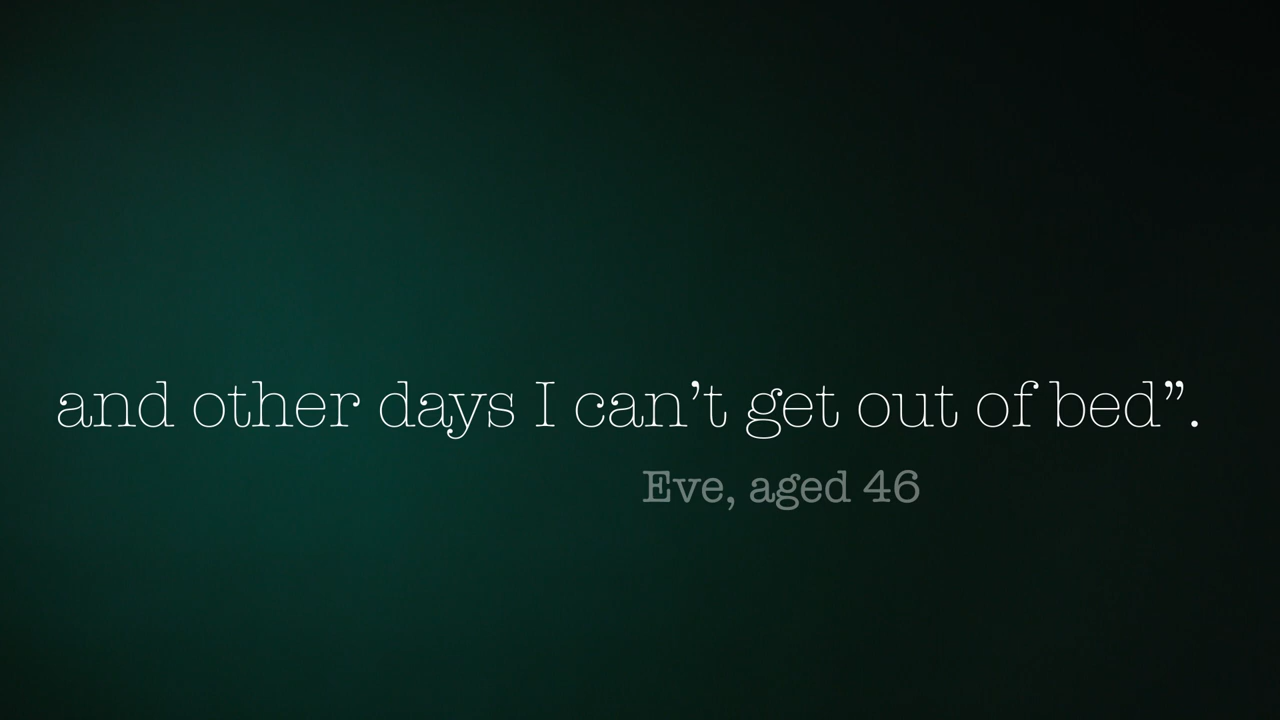 and other days I can’t get out of bed”.
Eve, aged 46